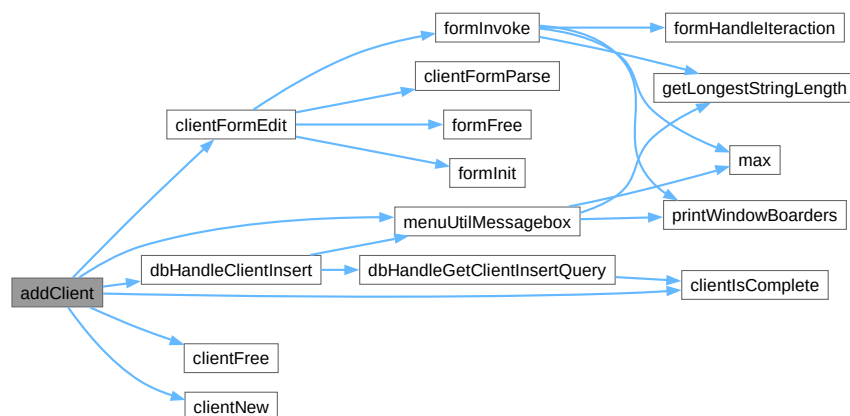 formInvoke
formHandleIteraction
clientFormParse
getLongestStringLength
clientFormEdit
formFree
max
formInit
menuUtilMessagebox
printWindowBoarders
dbHandleClientInsert
dbHandleGetClientInsertQuery
clientIsComplete
addClient
clientFree
clientNew